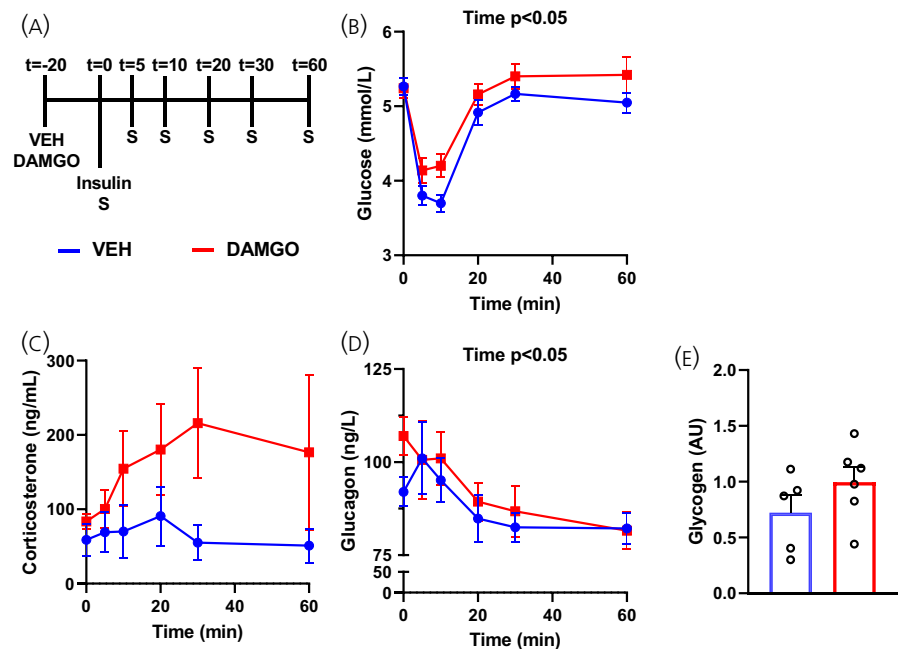 (A)
t=-20 t=0 t=5 t=10 t=20 t=30 t=60
VEH
DAMGO
S S S S S
Insulin
S
VEH DAMGO
(B)
Time p<0.05
Glucose (mmol/L)
6
5
4
3
0 20 40 60
Time (min)
(C)
Corticosterone (ng/mL)
300
200
100
0
0 20 40 60
Time (min)
(D)
Time p<0.05
Glucagon (ng/L)
125
100
75
50
0
0 20 40 60
Time (min)
(E)
Glycogen (AU)
2.0
1.5
1.0
0.5
0.0